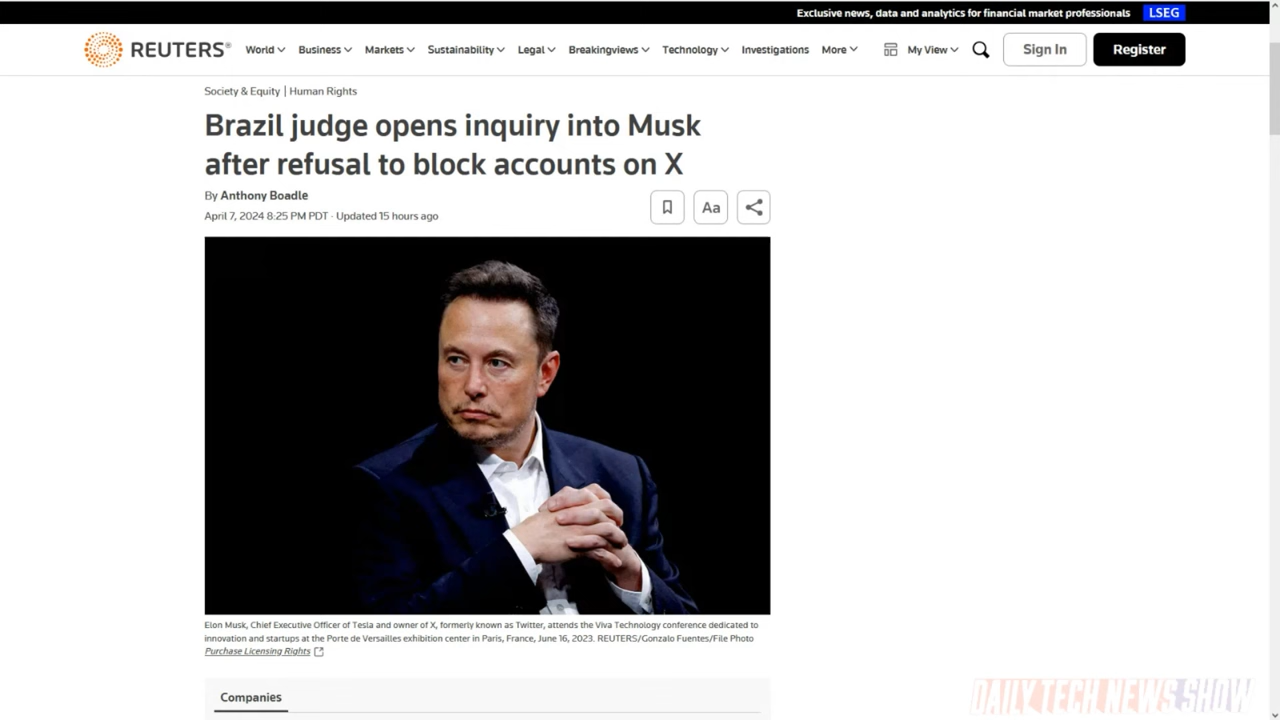 Exclusive news, data and analytics for financial market professionals LSEG
REUTERS® World Business Markets Sustainability Legal Breakingviews Technology Investigations More My View Sign In Register
Society & Equity | Human Rights
Brazil judge opens inquiry into Musk
after refusal to block accounts on X
By Anthony Boadle
April 7, 2024 8:25 PM PDT · Updated 15 hours ago
Aa
Elon Musk, Chief Executive Officer of Tesla and owner of X, formerly known as Twitter, attends the Viva Technology conference dedicated to
innovation and startups at the Porte de Versailles exhibition center in Paris, France, June 16, 2023. REUTERS/Gonzalo Fuentes/File Photo
Purchase Licensing Rights
Companies
DAILY TECH NEWS SHOW